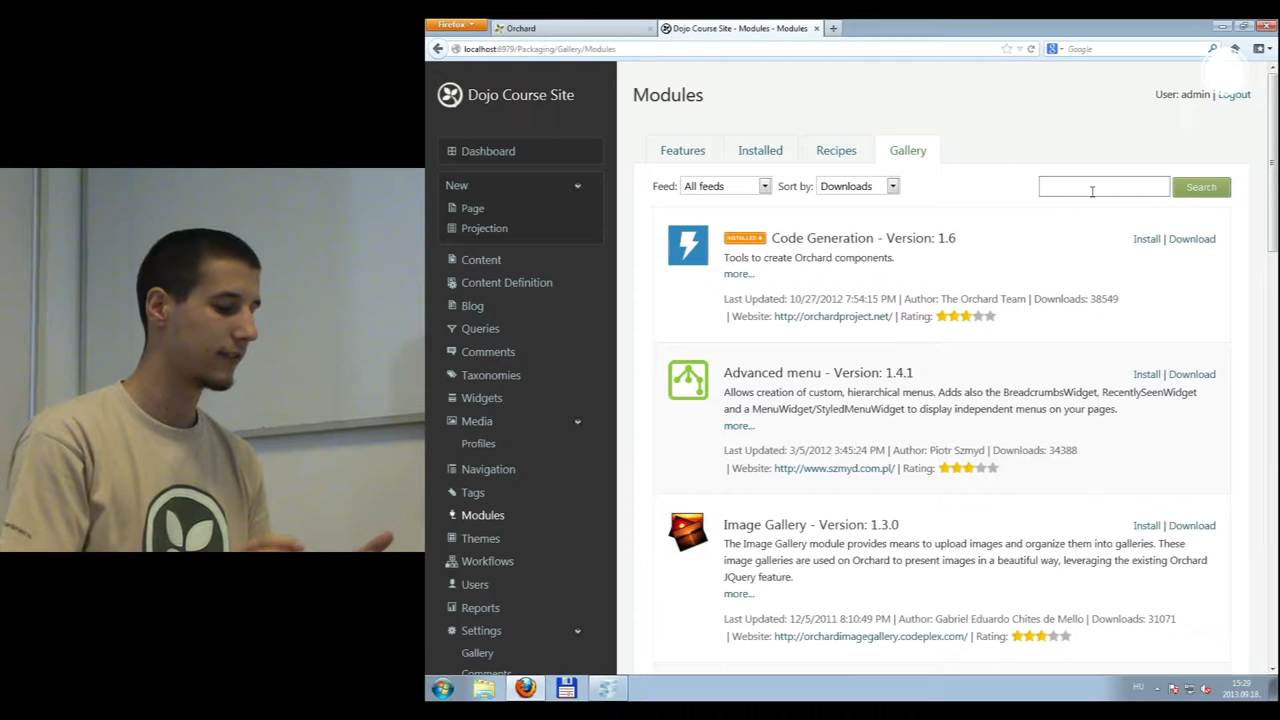 Firefox
Orchard
Dojo Course Site - Modules - Modules
localhost:8979/Packaging/Gallery/Modules
Google
Dojo Course Site
Modules
User: admin | Logout
Dashboard
New
Page
Projection
Content
Content Definition
Blog
Queries
Comments
Taxonomies
Widgets
Media
Profiles
Navigation
Tags
Modules
Themes
Workflows
Users
Reports
Settings
Gallery
Comments
Features
Installed
Recipes
Gallery
Feed: All feeds
Sort by: Downloads
Search
INSTALLED Code Generation - Version: 1.6
Install | Download
Tools to create Orchard components.
more...
Last Updated: 10/27/2012 7:54:15 PM | Author: The Orchard Team | Downloads: 38549
| Website: http://orchardproject.net/ | Rating:
Advanced menu - Version: 1.4.1
Install | Download
Allows creation of custom, hierarchical menus. Adds also the BreadcrumbsWidget, RecentlySeenWidget
and a MenuWidget/StyledMenuWidget to display independent menus on your pages.
more...
Last Updated: 3/5/2012 3:45:24 PM | Author: Piotr Szmyd | Downloads: 34388
| Website: http://www.szmyd.com.pl/ | Rating:
Image Gallery - Version: 1.3.0
Install | Download
The Image Gallery module provides means to upload images and organize them into galleries. These
image galleries are used on Orchard to present images in a beautiful way, leveraging the existing Orchard
JQuery feature.
more...
Last Updated: 12/5/2011 8:10:49 PM | Author: Gabriel Eduardo Chites de Mello | Downloads: 31071
| Website: http://orchardimagegallery.codeplex.com/ | Rating:
HU
15:29
2013.09.18.